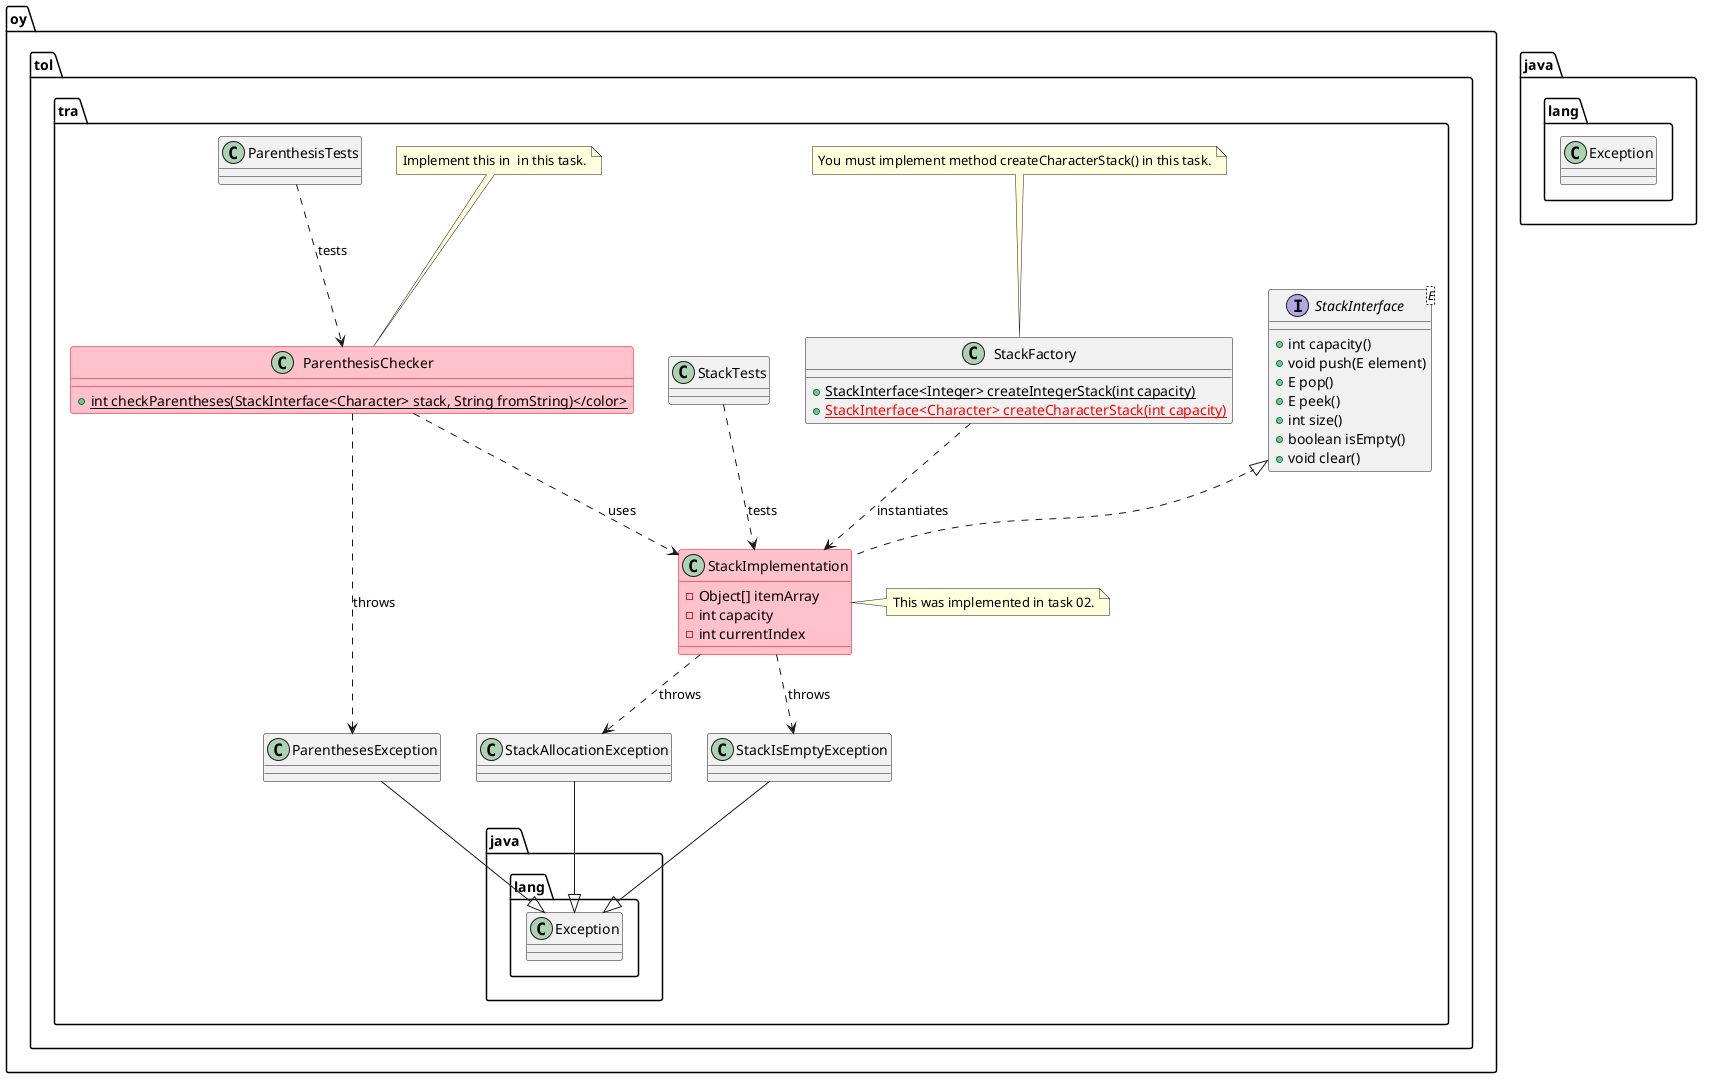 oy
tol
tra
java
lang
C Exception
C ParenthesisTests
Implement this in  in this task.
You must implement method createCharacterStack() in this task.
tests
I StackInterface E
int capacity()
void push(E element)
E pop()
E peek()
int size()
boolean isEmpty()
void clear()
C ParenthesisChecker
int checkParentheses(StackInterface<Character> stack, String fromString)</color>
C StackTests
C StackFactory
StackInterface<Integer> createIntegerStack(int capacity)
StackInterface<Character> createCharacterStack(int capacity)
uses
tests
instantiates
throws
C StackImplementation
Object[] itemArray
int capacity
int currentIndex
This was implemented in task 02.
throws
throws
C ParenthesesException
C StackAllocationException
C StackIsEmptyException
java
lang
C Exception